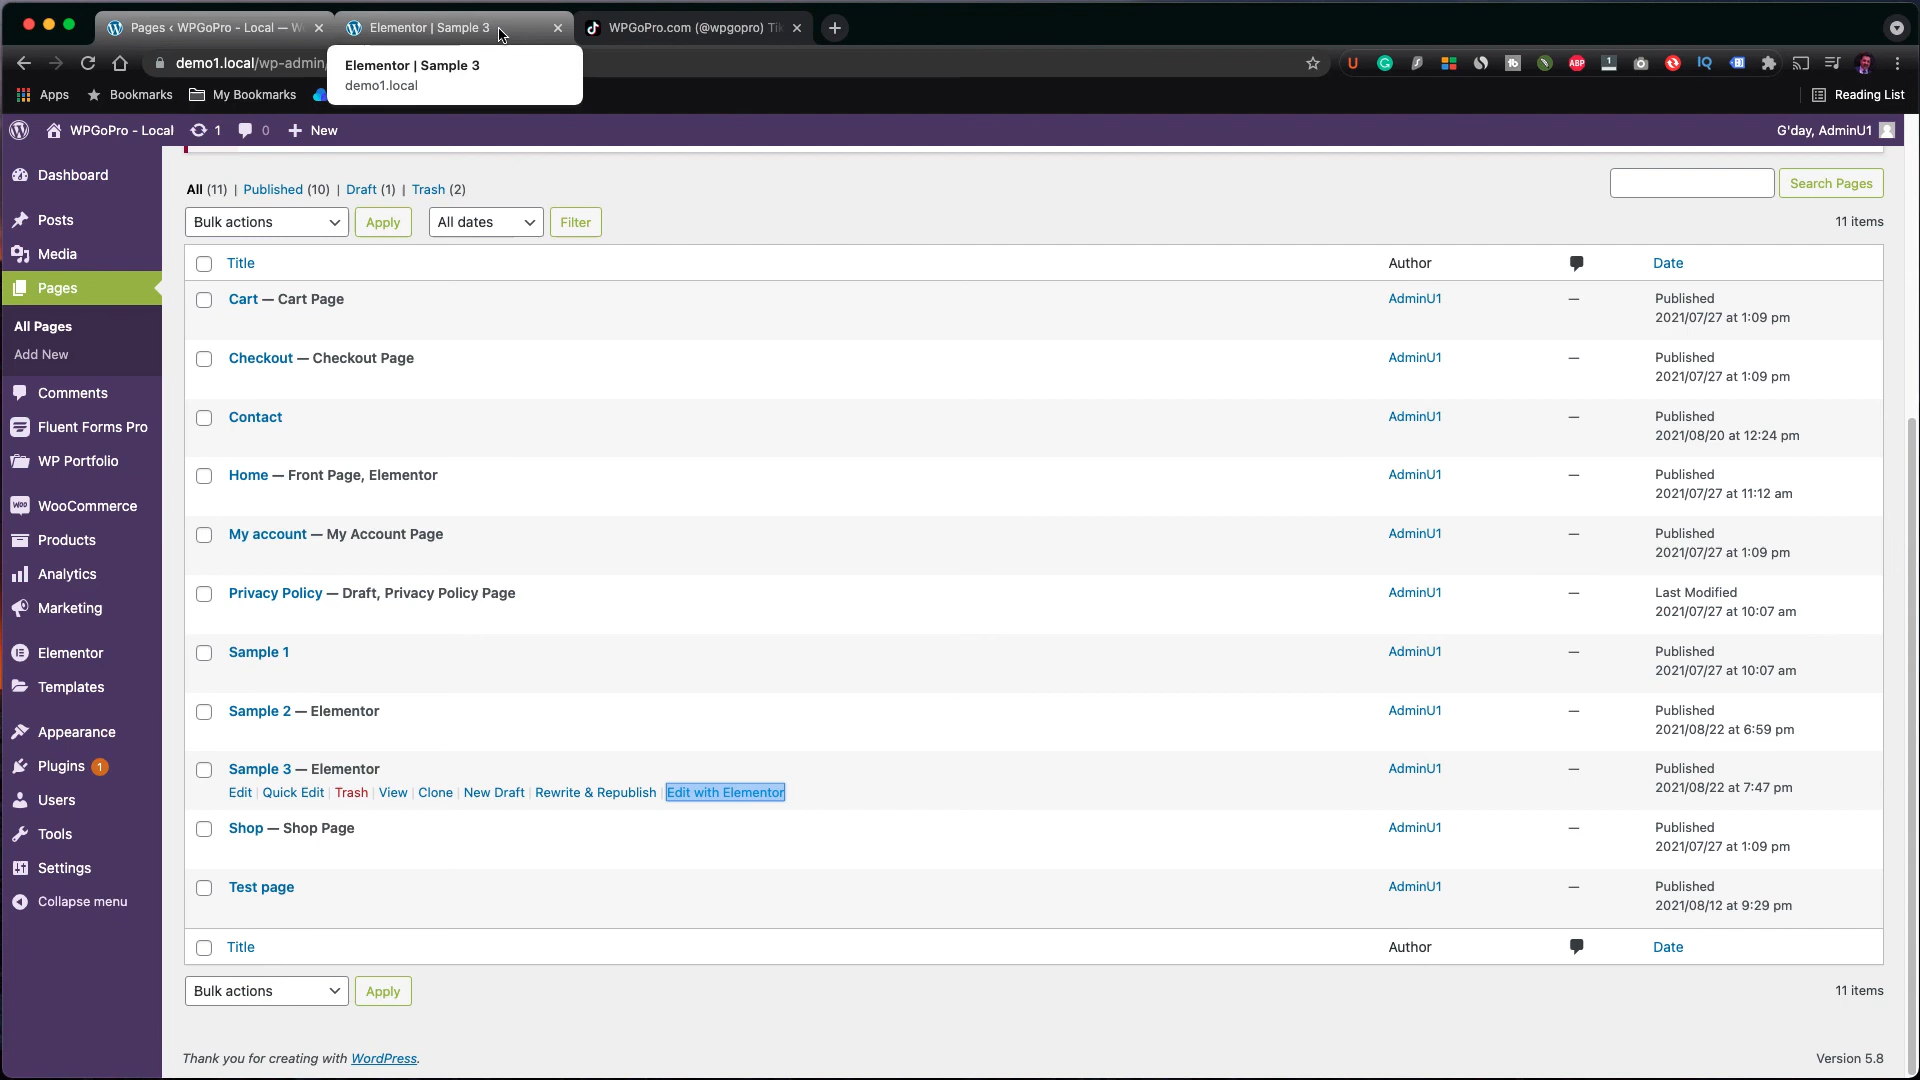 Pages ‹ WPGoPro - Local — W
Elementor | Sample 3
WPGoPro.com (@wpgopro) Tik
demo1.local/wp-admin/
Elementor | Sample 3
demo1.local
Apps
Bookmarks
My Bookmarks
Reading List
WPGoPro - Local
1
0
New
G'day, AdminU1
Dashboard
Posts
Media
Pages
All Pages
Add New
Comments
Fluent Forms Pro
WP Portfolio
WooCommerce
Products
Analytics
Marketing
Elementor
Templates
Appearance
Plugins 1
Users
Tools
Settings
Collapse menu
All (11) | Published (10) | Draft (1) | Trash (2)
Search Pages
Bulk actions Apply All dates Filter
11 items
Title Author Date
Cart — Cart Page AdminU1 — Published
2021/07/27 at 1:09 pm
Checkout — Checkout Page AdminU1 — Published
2021/07/27 at 1:09 pm
Contact AdminU1 — Published
2021/08/20 at 12:24 pm
Home — Front Page, Elementor AdminU1 — Published
2021/07/27 at 11:12 am
My account — My Account Page AdminU1 — Published
2021/07/27 at 1:09 pm
Privacy Policy — Draft, Privacy Policy Page AdminU1 — Last Modified
2021/07/27 at 10:07 am
Sample 1 AdminU1 — Published
2021/07/27 at 10:07 am
Sample 2 — Elementor AdminU1 — Published
2021/08/22 at 6:59 pm
Sample 3 — Elementor AdminU1 — Published
Edit | Quick Edit | Trash | View | Clone | New Draft | Rewrite & Republish | Edit with Elementor 2021/08/22 at 7:47 pm
Shop — Shop Page AdminU1 — Published
2021/07/27 at 1:09 pm
Test page AdminU1 — Published
2021/08/12 at 9:29 pm
Title Author Date
Bulk actions Apply
11 items
Thank you for creating with WordPress.
Version 5.8